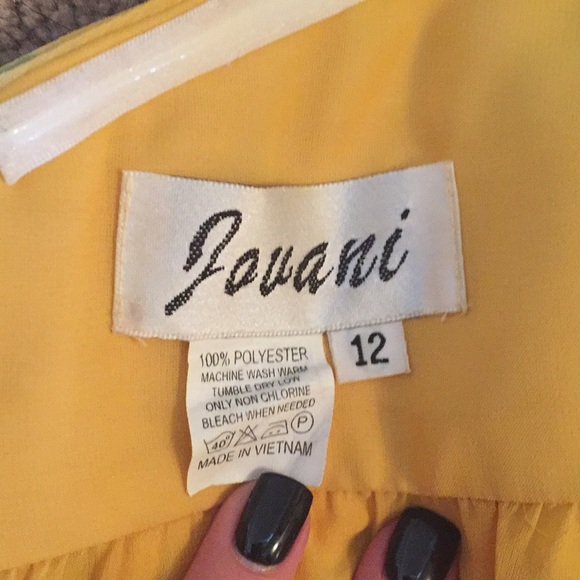 Jovani
12
100% POLYESTER
MACHINE WASH WARM
TUMBLE DRY LOW
ONLY NON CHLORINE
BLEACH WHEN NEEDED
40° P
MADE IN VIETNAM